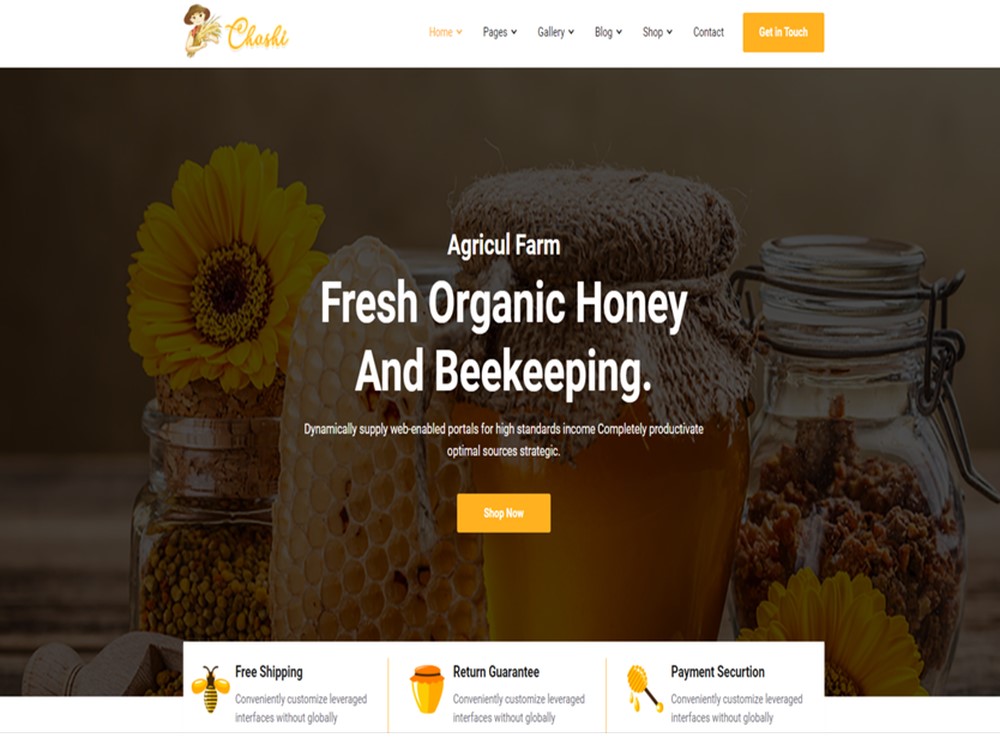 Chashi
Home Pages Gallery Blog Shop Contact Get in Touch
Agricul Farm
Fresh Organic Honey
And Beekeeping.
Dynamically supply web-enabled portals for high standards income Completely productivate
optimal sources strategic.
Shop Now
Free Shipping
Conveniently customize leveraged
interfaces without globally
Return Guarantee
Conveniently customize leveraged
interfaces without globally
Payment Securtion
Conveniently customize leveraged
interfaces without globally